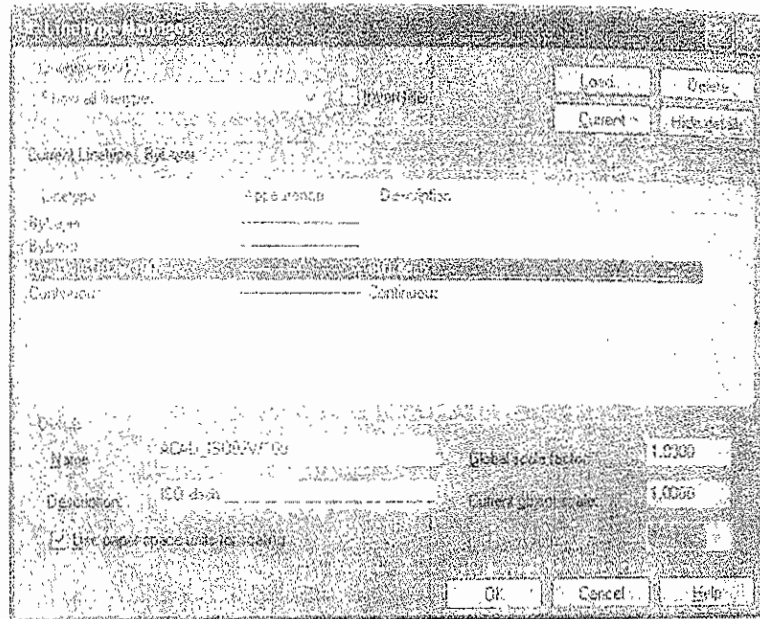 Linetype Manager
Show all linetypes
Invert filter
Load... Delete
Current Hide details
Current Linetype: ByLayer
Linetype Appearance Description
ByLayer
ByBlock
Continuous Continuous
Details
Name: Global scale factor: 1.0000
Description: ISO dash Current object scale: 1.0000
Use paper space units for scaling
OK Cancel Help